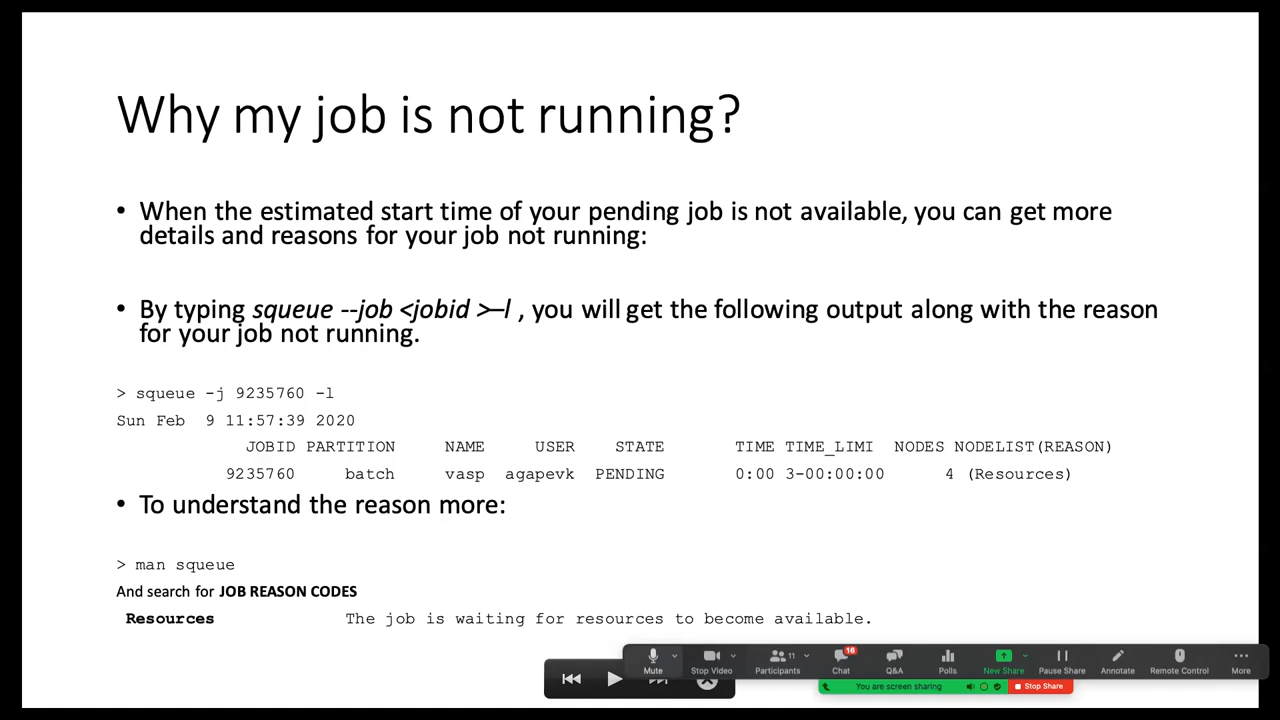 Why my job is not running?
• When the estimated start time of your pending job is not available, you can get more
details and reasons for your job not running:
• By typing squeue --job <jobid >–l , you will get the following output along with the reason
for your job not running.
> squeue -j 9235760 -l
Sun Feb  9 11:57:39 2020
JOBID PARTITION NAME USER STATE TIME TIME_LIMI NODES NODELIST(REASON)
9235760 batch vasp agapevk PENDING 0:00 3-00:00:00 4 (Resources)
• To understand the reason more:
> man squeue
And search for JOB REASON CODES
Resources The job is waiting for resources to become available.
11 16
Mute Stop Video Participants Chat Q&A Polls New Share Pause Share Annotate Remote Control More
You are screen sharing Stop Share